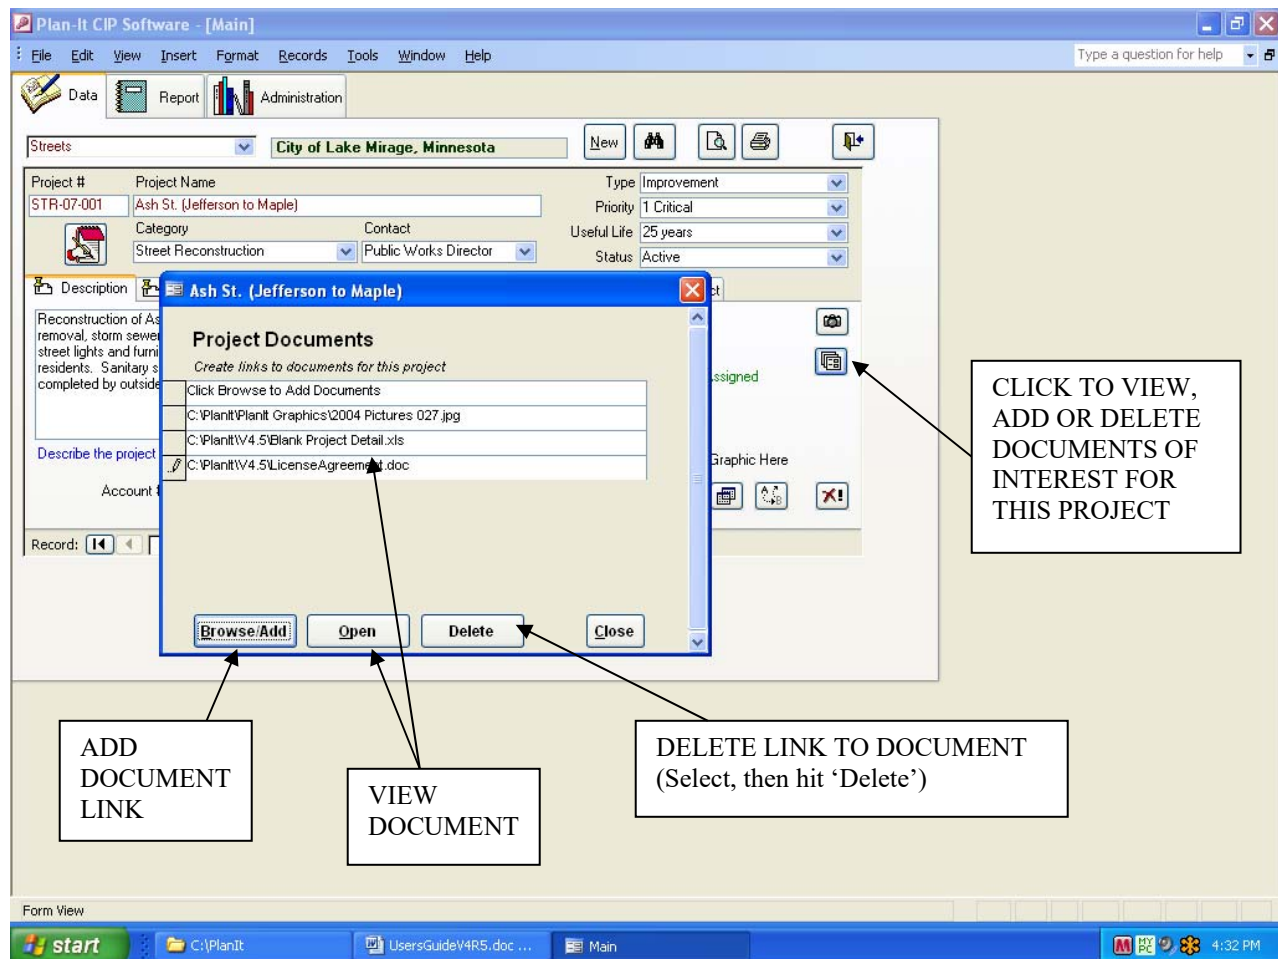 Plan-It CIP Software - [Main]
File Edit View Insert Format Records Tools Window Help
Type a question for help
Data Report Administration
Streets
City of Lake Mirage, Minnesota
New
Project # Project Name
Type Improvement
STR-07-001 Ash St. (Jefferson to Maple)
Priority 1 Critical
Category Contact
Useful Life 25 years
Street Reconstruction Public Works Director
Status Active
Description
ct
Ash St. (Jefferson to Maple)
Reconstruction of As
removal, storm sewer
street lights and furni
residents. Sanitary s
completed by outside
Project Documents
Create links to documents for this project
Click Browse to Add Documents
C:\PlanIt\PlanIt Graphics\2004 Pictures 027.jpg
C:\PlanIt\V4.5\Blank Project Detail.xls
C:\PlanIt\V4.5\LicenseAgreement.doc
ssigned
Describe the project
Graphic Here
Account #
Record:
Browse/Add Open Delete Close
CLICK TO VIEW,
ADD OR DELETE
DOCUMENTS OF
INTEREST FOR
THIS PROJECT
ADD
DOCUMENT
LINK
VIEW
DOCUMENT
DELETE LINK TO DOCUMENT
(Select, then hit ‘Delete’)
Form View
start C:\PlanIt UsersGuideV4R5.doc ... Main 4:32 PM